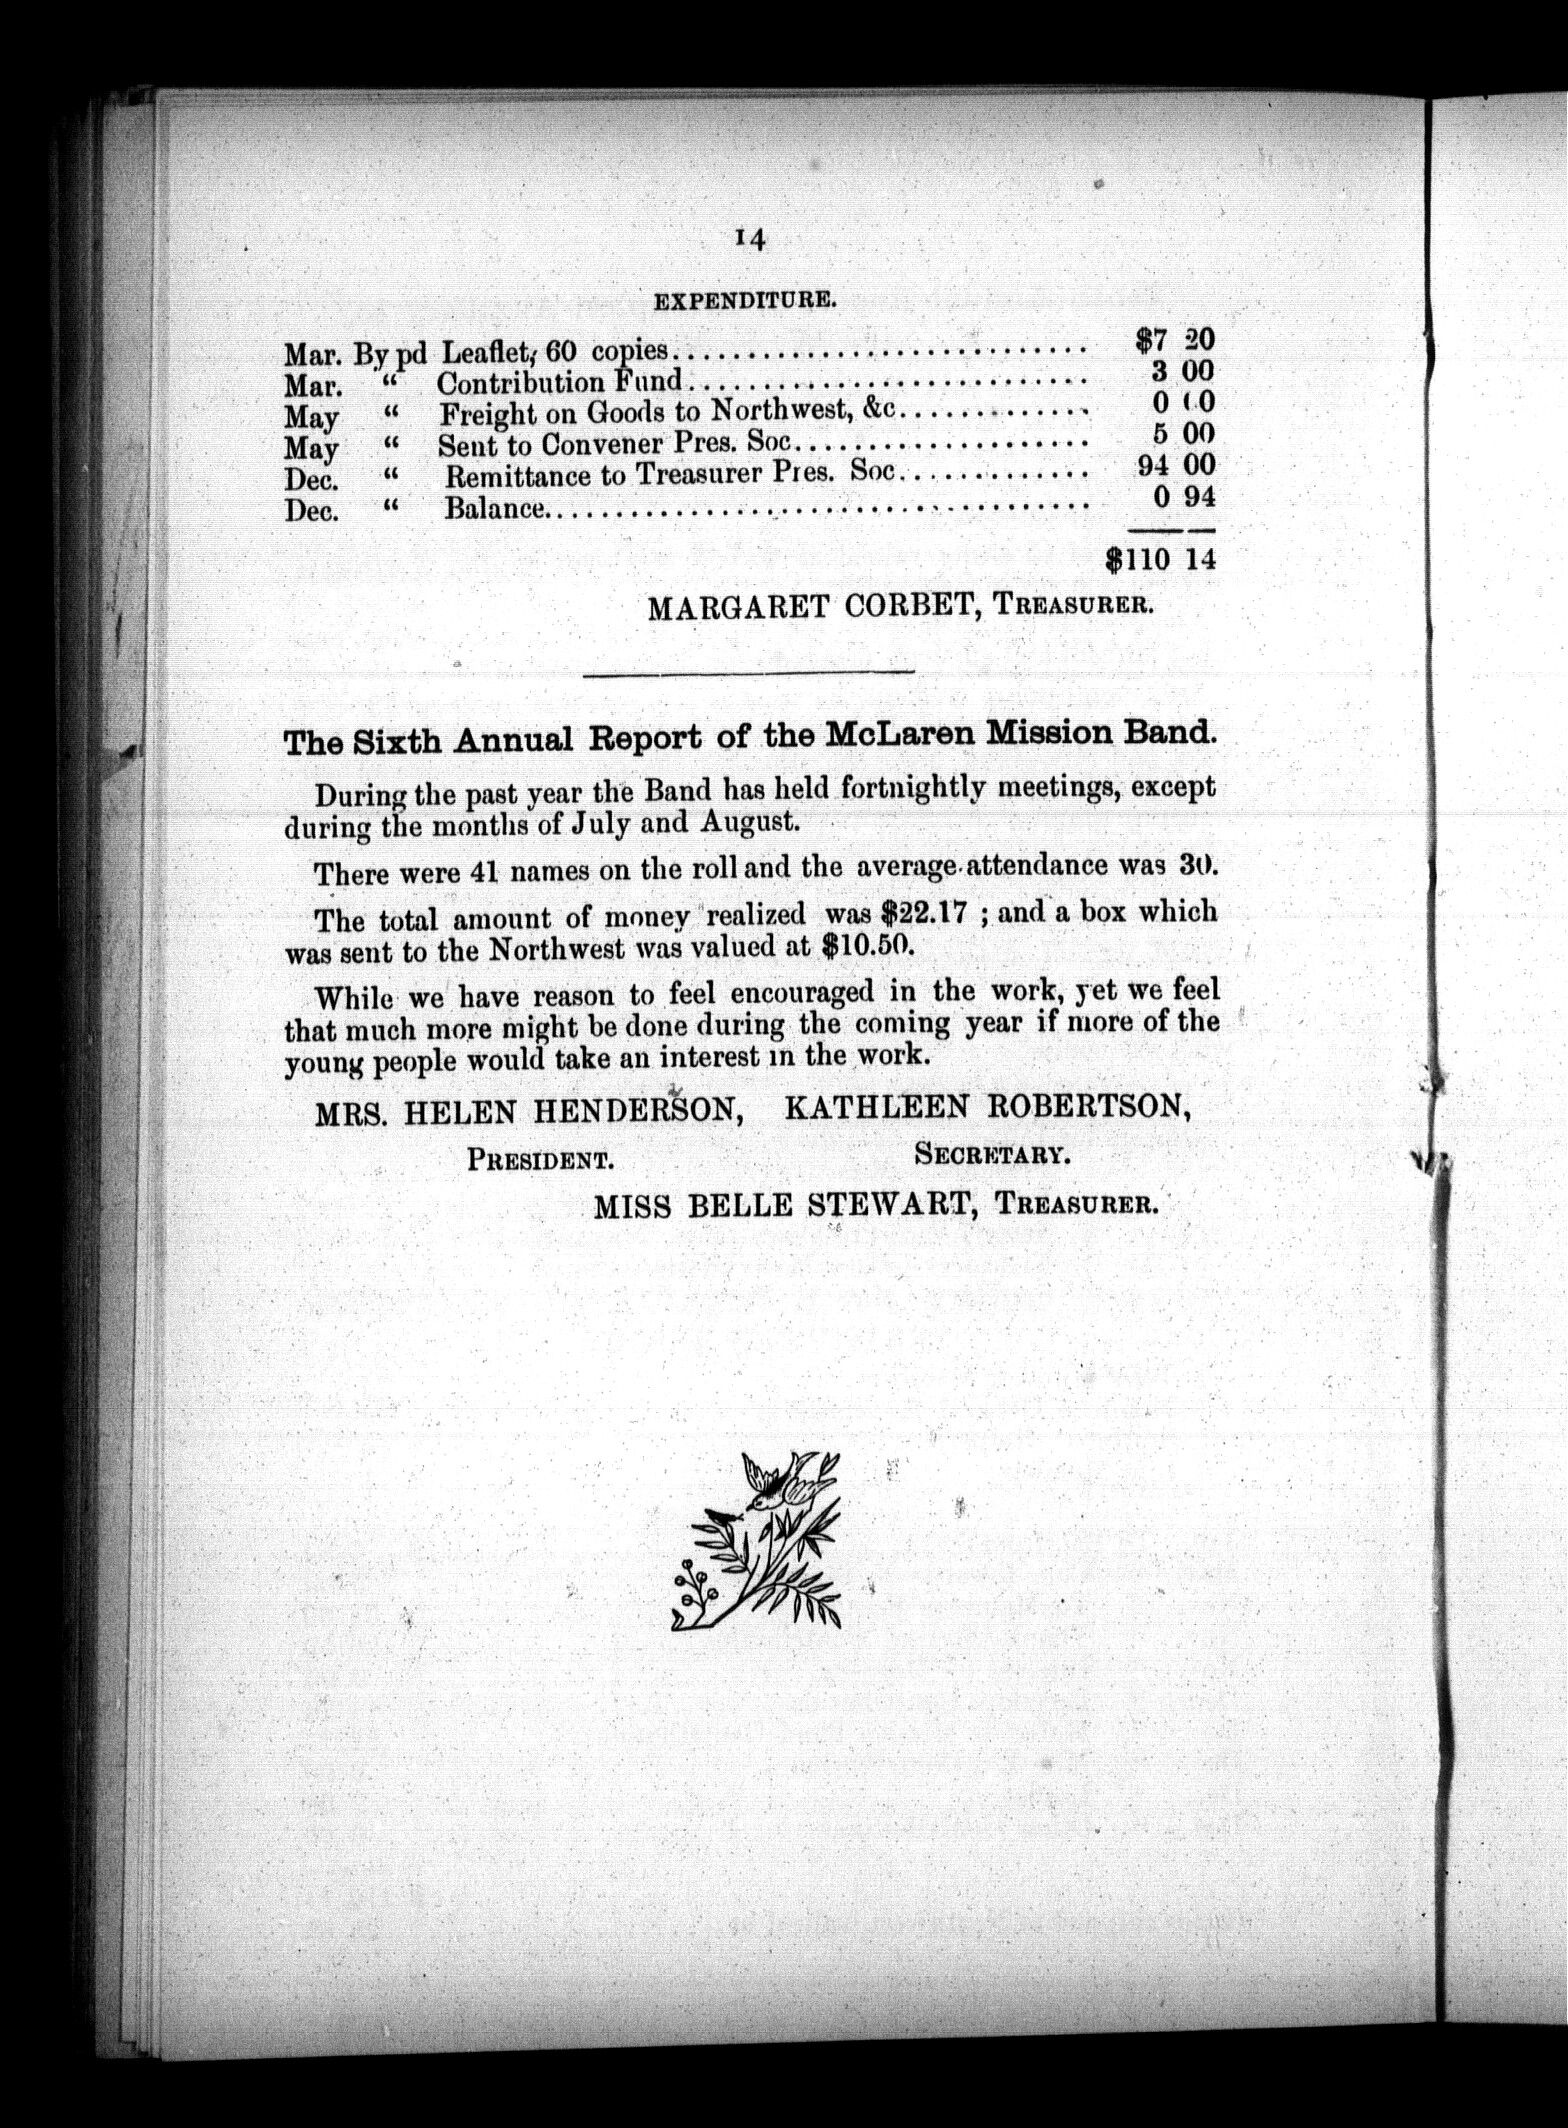 14
EXPENDITURE.
Mar. By pd Leaflet, 60 copies.......................... $7 20
Mar. “ Contribution Fund.......................... 3 00
May “ Freight on Goods to Northwest, &c............. 0
May “ Sent to Convener Pres. Soc.................... 5 00
Dec. “ Remittance to Treasurer Pres. Soc............. 94 00
Dec. “ Balance.................................... 0 94
$110 14
MARGARET CORBET, TREASURER.
The Sixth Annual Report of the McLaren Mission Band.
During the past year the Band has held fortnightly meetings, except
during the months of July and August.
There were 41 names on the roll and the average attendance was 30.
The total amount of money realized was $22.17 ; and a box which
was sent to the Northwest was valued at $10.50.
While we have reason to feel encouraged in the work, yet we feel
that much more might be done during the coming year if more of the
young people would take an interest in the work.
MRS. HELEN HENDERSON, KATHLEEN ROBERTSON,
PRESIDENT. SECRETARY.
MISS BELLE STEWART, TREASURER.